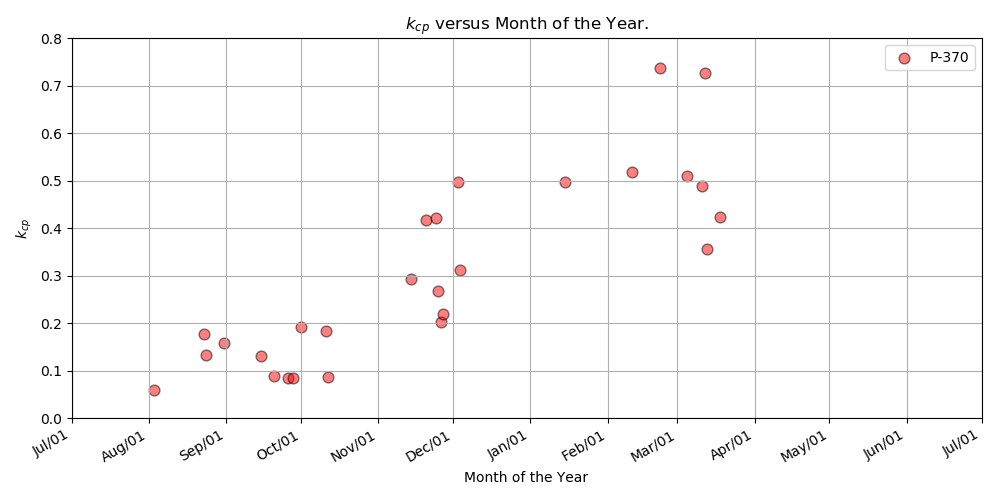 k_cp versus Month of the Year.
P-370
0.8
0.7
0.6
0.5
0.4
0.3
0.2
0.1
0.0
k_cp
Jul/01 Aug/01 Sep/01 Oct/01 Nov/01 Dec/01 Jan/01 Feb/01 Mar/01 Apr/01 May/01 Jun/01 Jul/01
Month of the Year